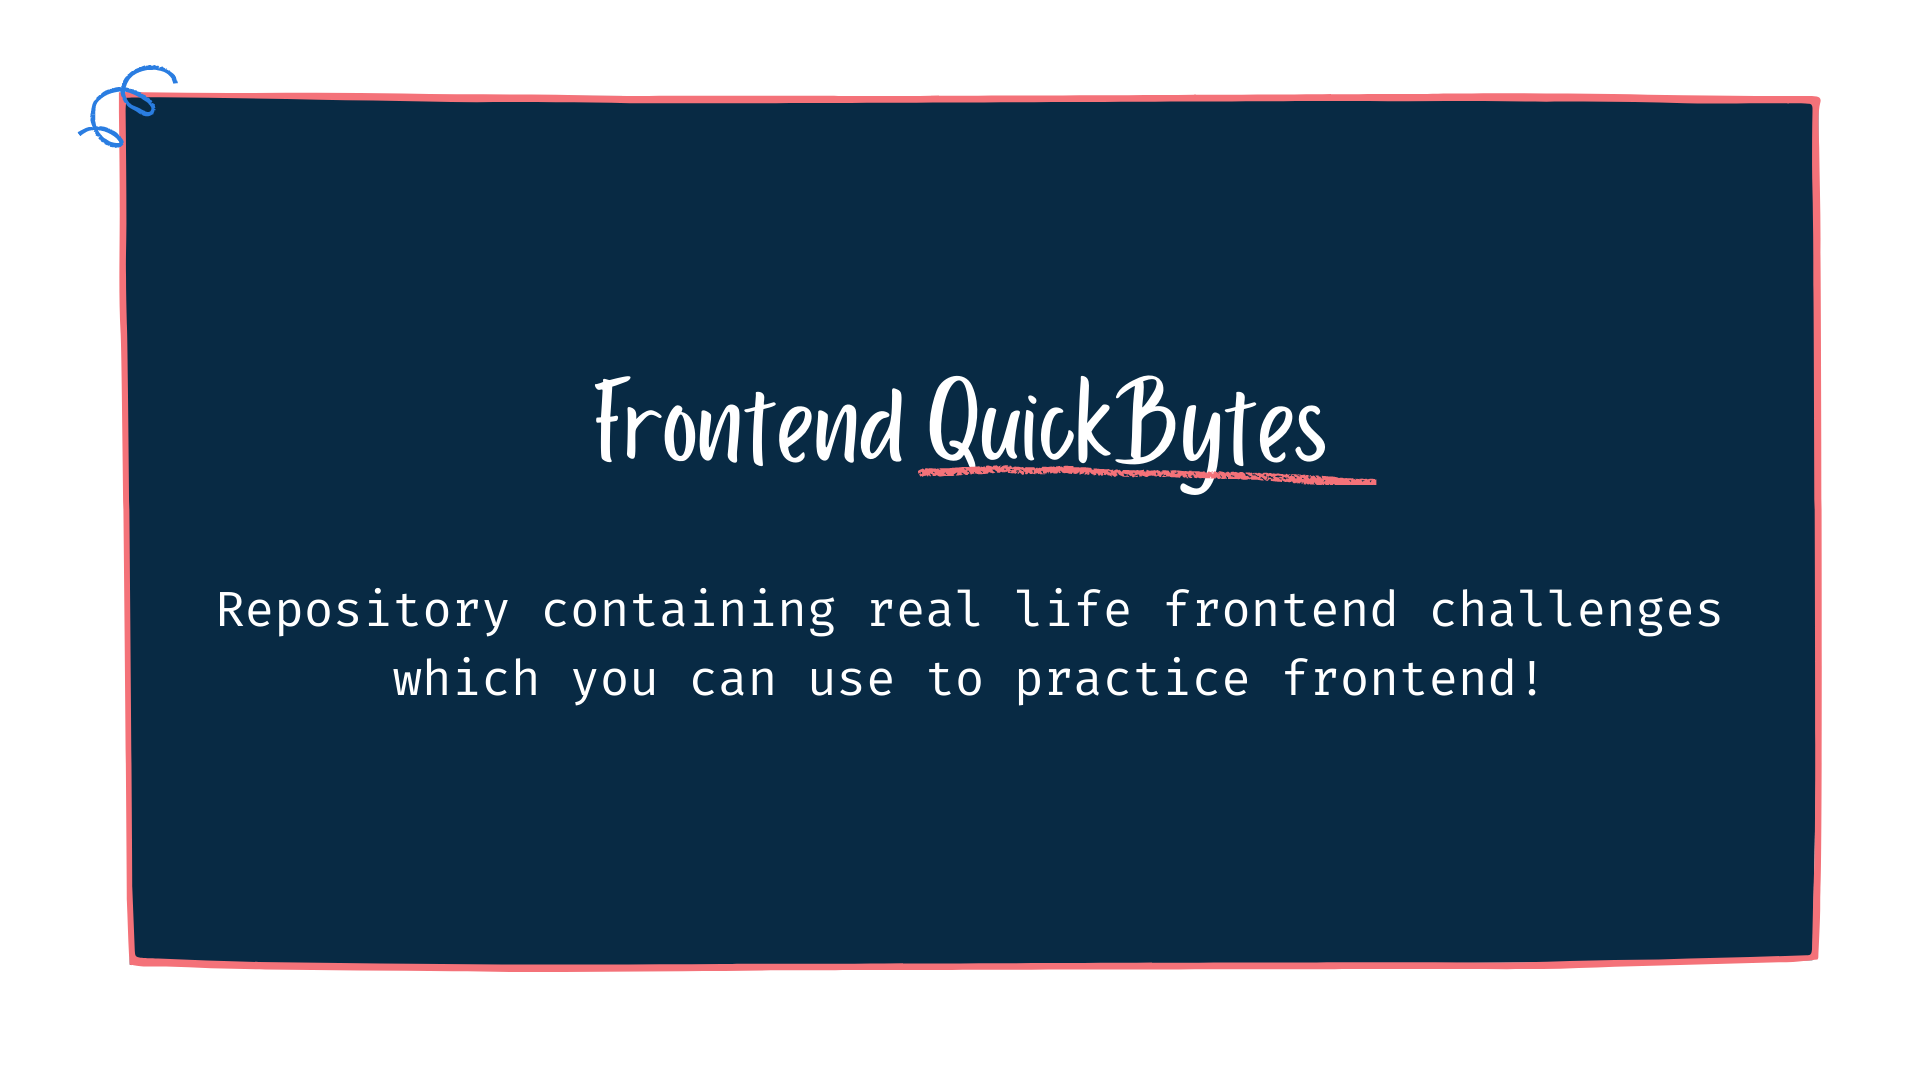 Frontend QuickBytes
Repository containing real life frontend challenges
which you can use to practice frontend!